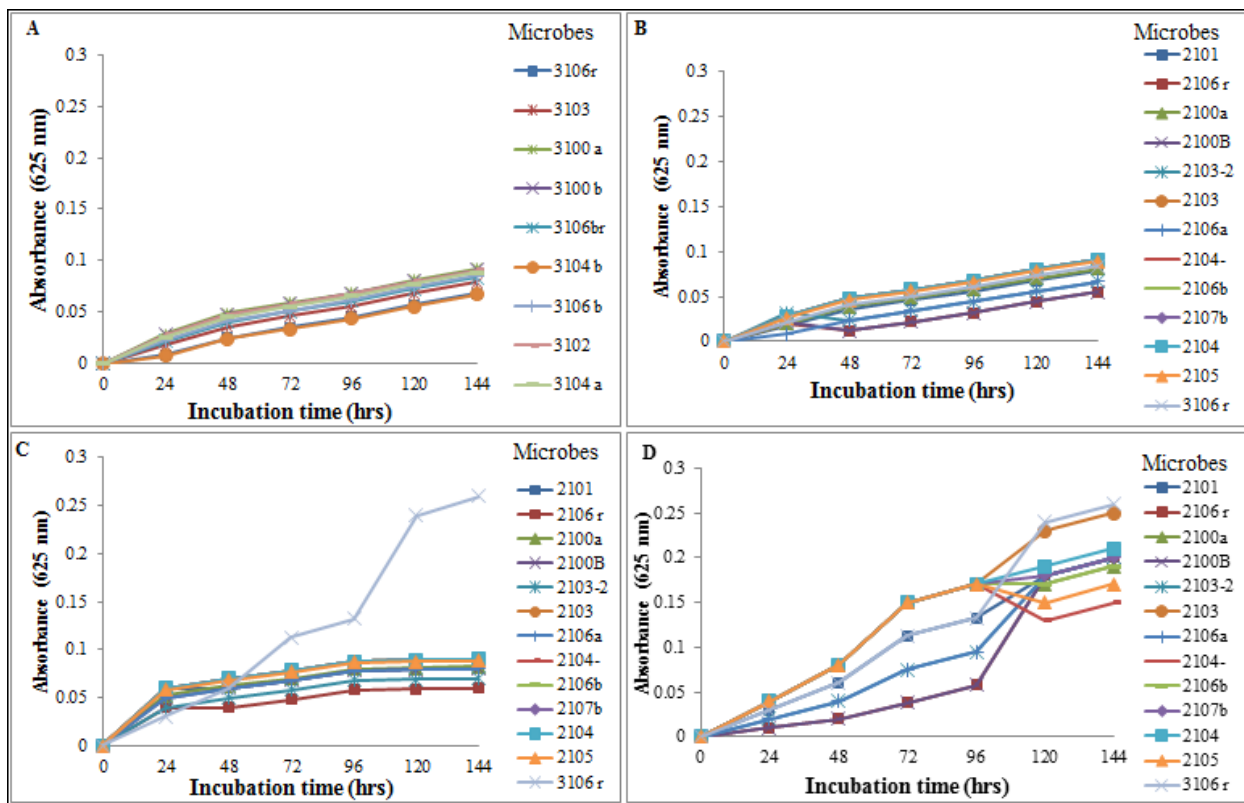 A
Microbes
0.3
0.25
0.2
0.15
0.1
0.05
0
Absorbance (625 nm)
0 24 48 72 96 120 144
Incubation time (hrs)
3106r
3103
3100 a
3100 b
3106br
3104 b
3106 b
3102
3104 a
B
Microbes
0.3
0.25
0.2
0.15
0.1
0.05
0
Absorbance (625 nm)
0 24 48 72 96 120 144
Incubation time (hrs)
2101
2106 r
2100a
2100B
2103-2
2103
2106a
2104-
2106b
2107b
2104
2105
3106 r
C
Microbes
0.3
0.25
0.2
0.15
0.1
0.05
0
Absorbance (625 nm)
0 24 48 72 96 120 144
Incubation time (hrs)
2101
2106 r
2100a
2100B
2103-2
2103
2106a
2104-
2106b
2107b
2104
2105
3106 r
D
Microbes
0.3
0.25
0.2
0.15
0.1
0.05
0
Absorbance (625 nm)
0 24 48 72 96 120 144
Incubation time (hrs)
2101
2106 r
2100a
2100B
2103-2
2103
2106a
2104-
2106b
2107b
2104
2105
3106 r